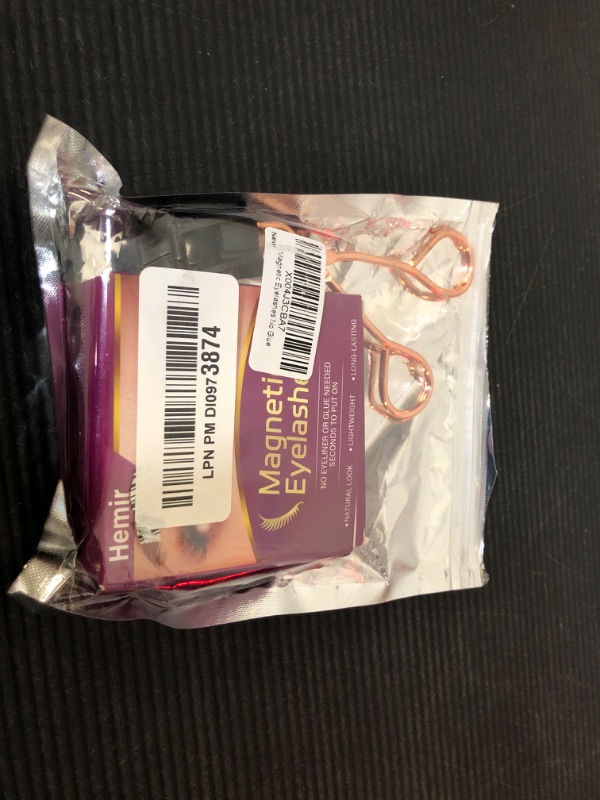 Hemir
LPN PM DI0973874
X004J3CBA7
New
Magnetic Eyelashes No Glue
Magneti
Eyelashe
NO EYELINER OR GLUE NEEDED
SECONDS TO PUT ON
• NATURAL LOOK • LIGHTWEIGHT • LONG-LASTING